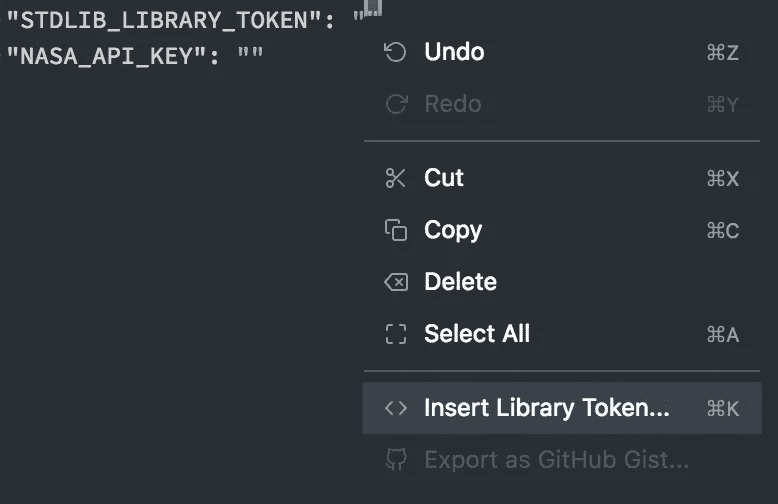 "STDLIB_LIBRARY_TOKEN": ""
"NASA_API_KEY": ""
Undo ⌘Z
Redo ⌘Y
Cut ⌘X
Copy ⌘C
Delete
Select All ⌘A
Insert Library Token... ⌘K
Export as GitHub Gist...